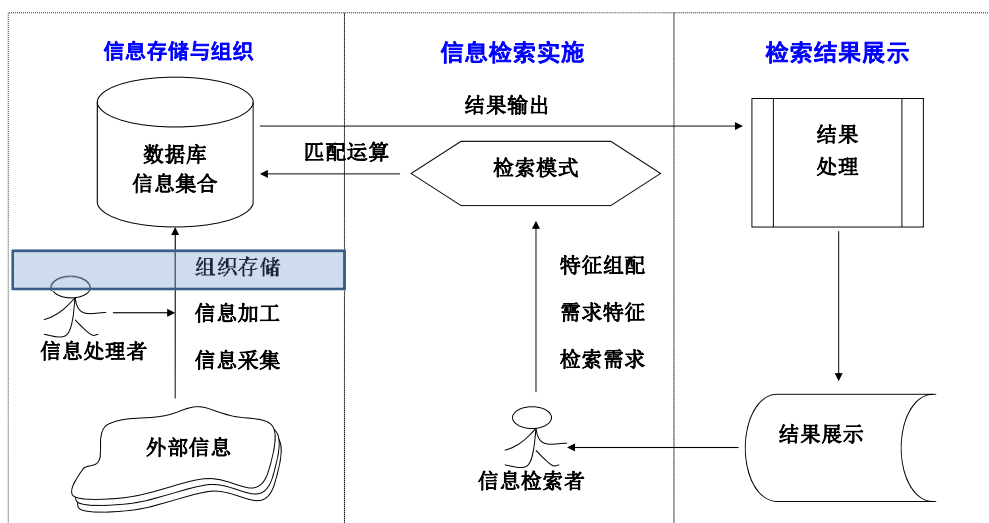 信息存储与组织
信息检索实施
检索结果展示
结果输出
匹配运算
数据库
信息集合
检索模式
结果
处理
组织存储
信息加工
信息采集
信息处理者
外部信息
特征组配
需求特征
检索需求
信息检索者
结果展示